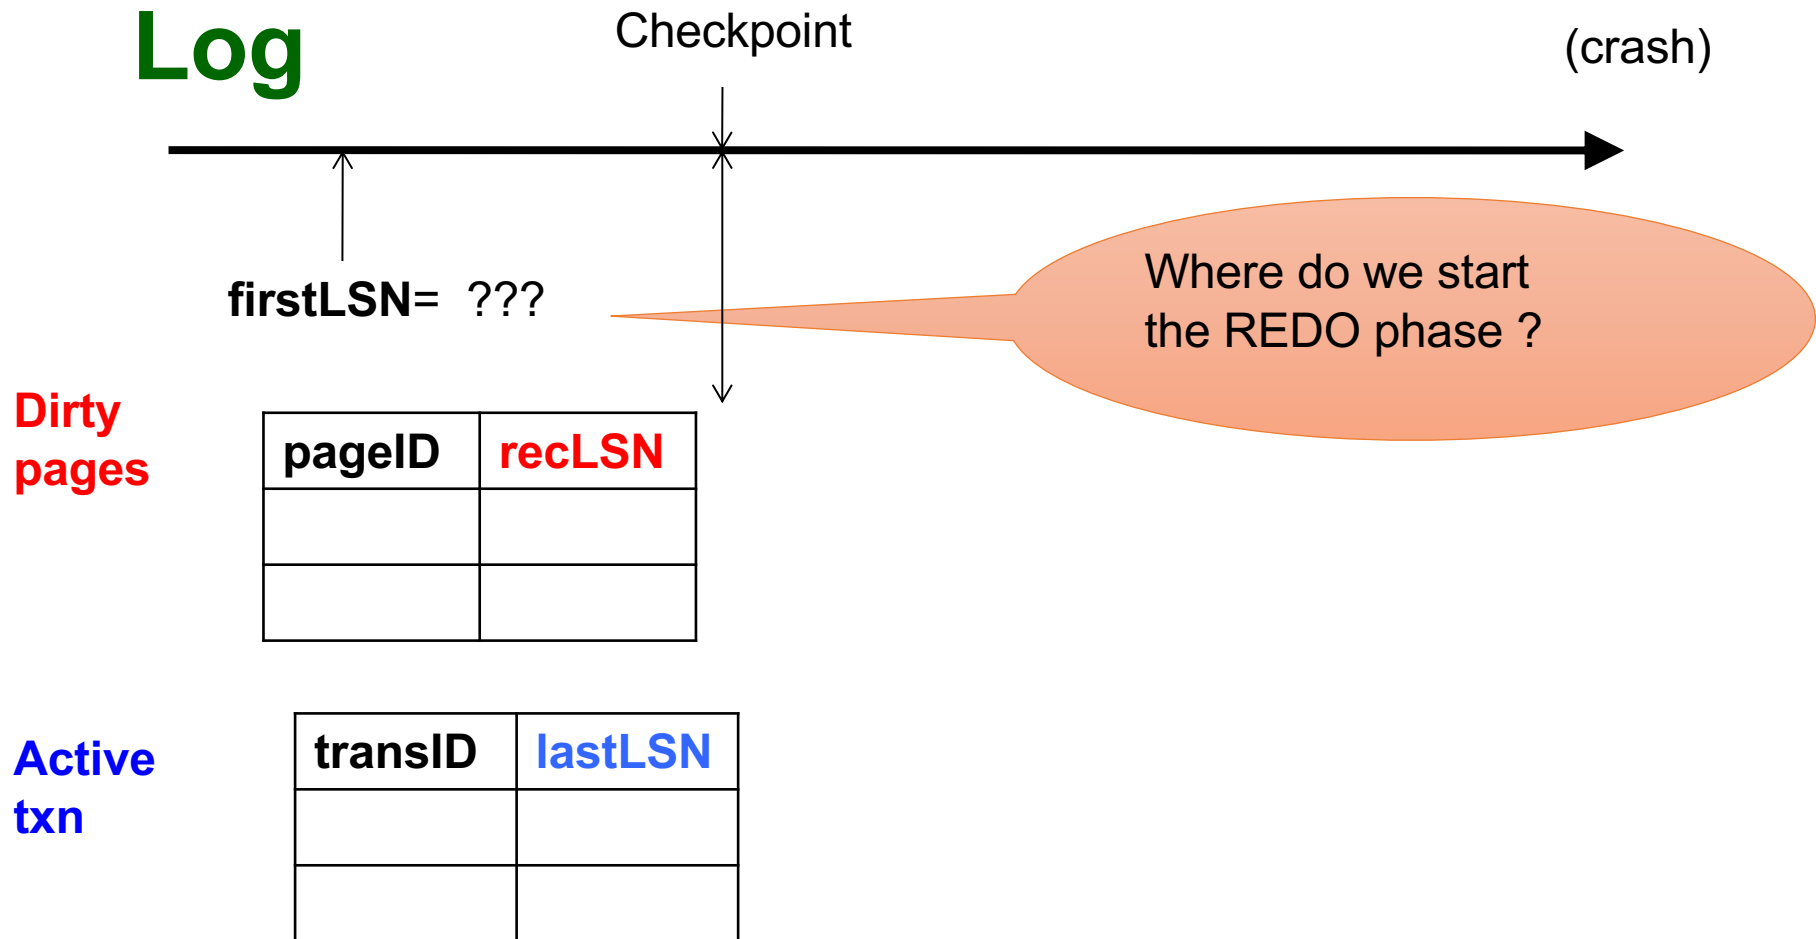 Log
Checkpoint
(crash)
firstLSN= ???
Where do we start
the REDO phase ?
Dirty
pages
pageID recLSN
Active
txn
transID lastLSN